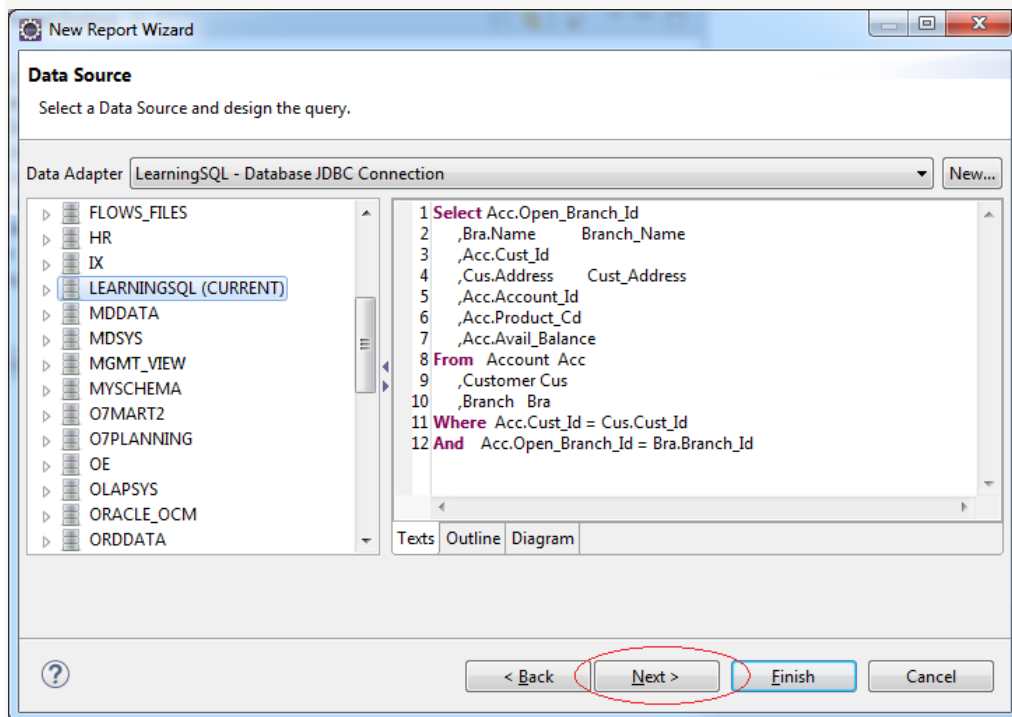 New Report Wizard
Data Source
Select a Data Source and design the query.
Data Adapter LearningSQL - Database JDBC Connection New...
FLOWS_FILES
HR
IX
LEARNINGSQL (CURRENT)
MDDATA
MDSYS
MGMT_VIEW
MYSCHEMA
O7MART2
O7PLANNING
OE
OLAPSYS
ORACLE_OCM
ORDDATA
1 Select Acc.Open_Branch_Id
2 ,Bra.Name Branch_Name
3 ,Acc.Cust_Id
4 ,Cus.Address Cust_Address
5 ,Acc.Account_Id
6 ,Acc.Product_Cd
7 ,Acc.Avail_Balance
8 From Account Acc
9 ,Customer Cus
10 ,Branch Bra
11 Where Acc.Cust_Id = Cus.Cust_Id
12 And Acc.Open_Branch_Id = Bra.Branch_Id
Texts Outline Diagram
? < Back Next > Finish Cancel